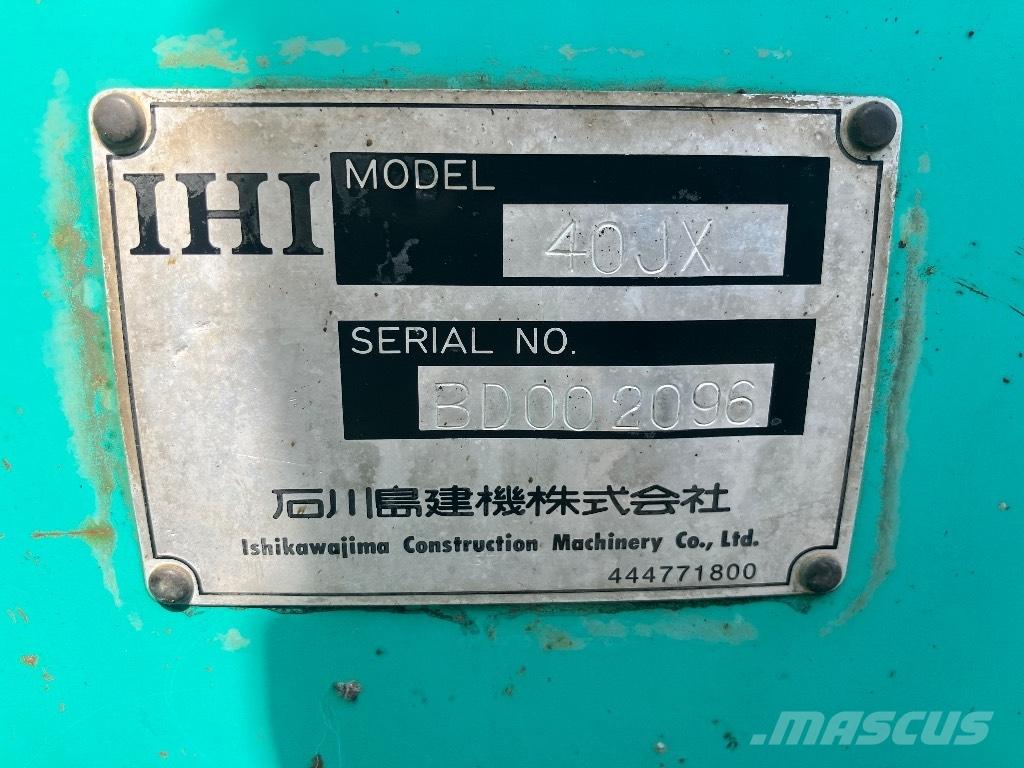 IHI
MODEL
40JX
SERIAL NO.
BD002096
石川島建機株式会社
Ishikawajima Construction Machinery Co., Ltd.
444771800
.MASCUS